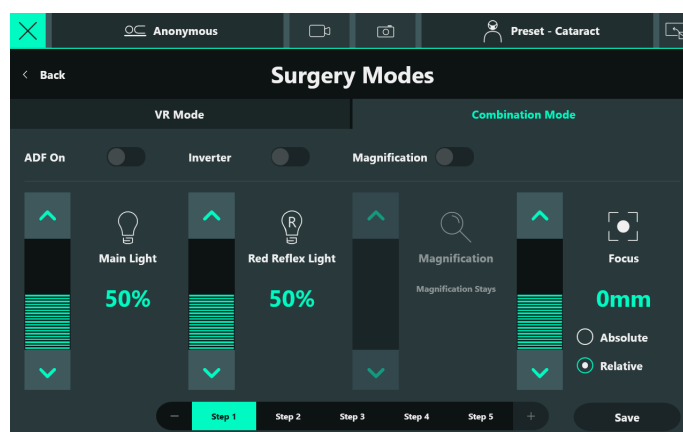 Anonymous
Preset - Cataract
< Back
Surgery Modes
VR Mode
Combination Mode
ADF On
Inverter
Magnification
R
Main Light
Red Reflex Light
Magnification
Focus
50%
50%
Magnification Stays
0mm
Absolute
Relative
− Step 1 Step 2 Step 3 Step 4 Step 5 +
Save